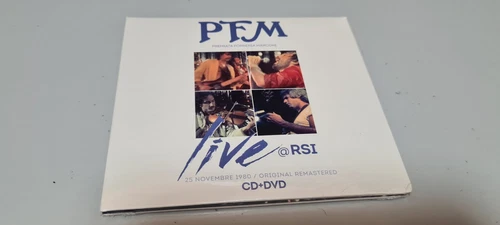 PFM
PREMIATA FORNERIA MARCONI
live @ RSI
25 NOVEMBRE 1980 / ORIGINAL REMASTERED
CD+DVD